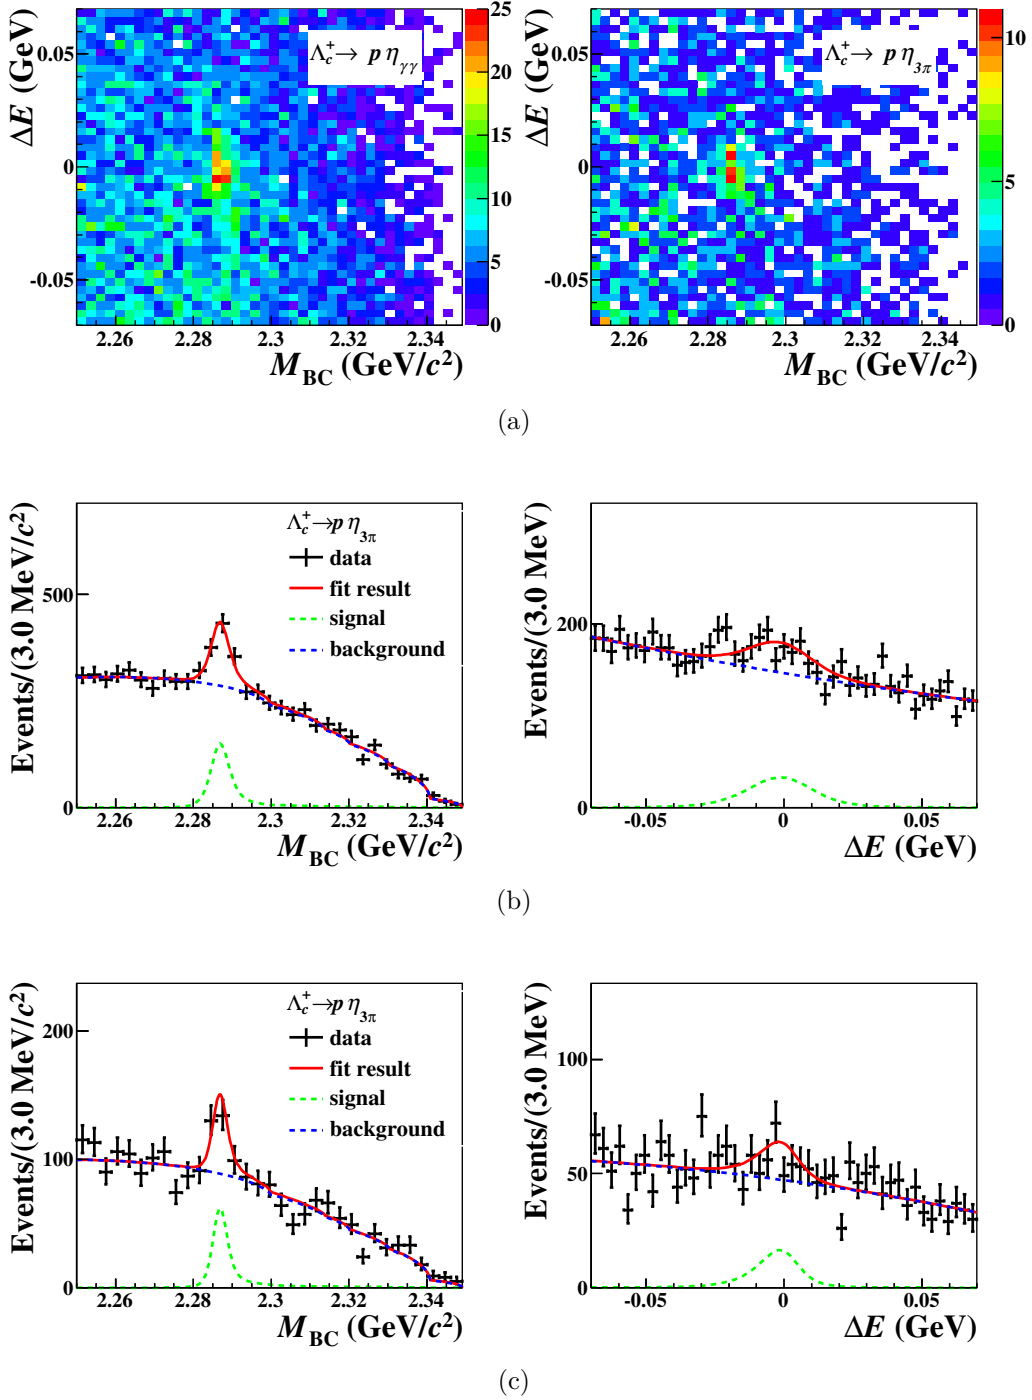 ΔE (GeV)
0.05
0
-0.05
Λc+ → p ηγγ
25
20
15
10
5
0
2.26 2.28 2.3 2.32 2.34
MBC (GeV/c2)
ΔE (GeV)
0.05
0
-0.05
Λc+ → p η3π
10
5
0
2.26 2.28 2.3 2.32 2.34
MBC (GeV/c2)
(a)
Events/(3.0 MeV/c2)
500
0
Λc+→p η3π
data
fit result
signal
background
2.26 2.28 2.3 2.32 2.34
MBC (GeV/c2)
Events/(3.0 MeV)
200
0
-0.05 0 0.05
ΔE (GeV)
(b)
Events/(3.0 MeV/c2)
200
100
0
Λc+→p η3π
data
fit result
signal
background
2.26 2.28 2.3 2.32 2.34
MBC (GeV/c2)
Events/(3.0 MeV)
100
50
0
-0.05 0 0.05
ΔE (GeV)
(c)